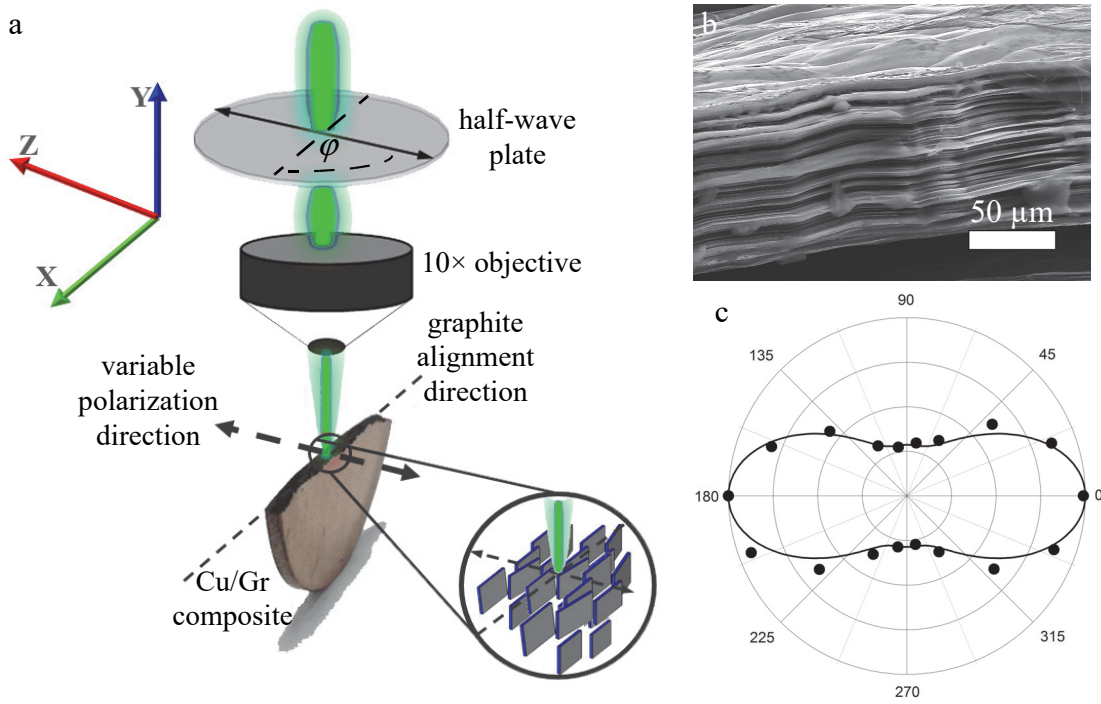 a
Y
Z
X
φ
half-wave
plate
10× objective
graphite
alignment
direction
variable
polarization
direction
Cu/Gr
composite
b
50 µm
c
90
135
45
180
0
225
315
270